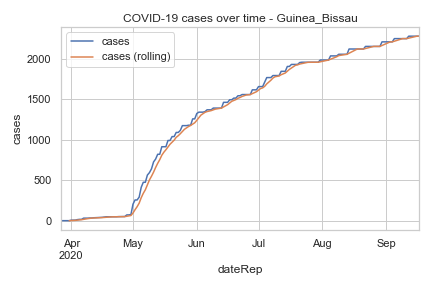 COVID-19 cases over time - Guinea_Bissau
cases
cases (rolling)
cases
2000
1500
1000
500
0
Apr
2020
May
Jun
Jul
Aug
Sep
dateRep